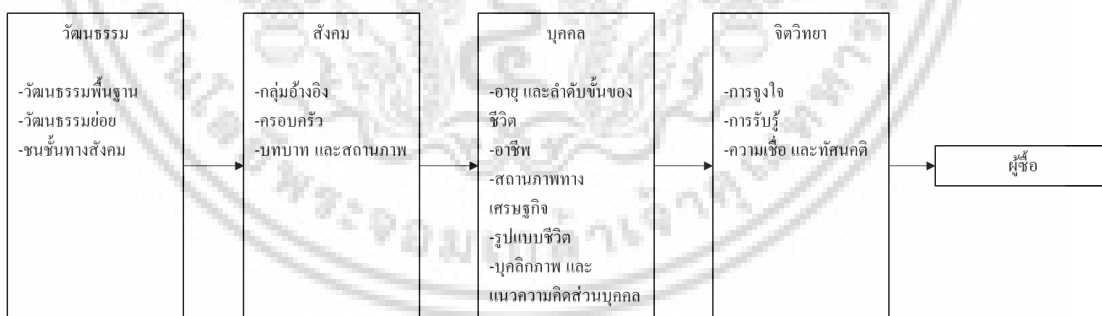 วัฒนธรรม
-วัฒนธรรมพื้นฐาน
-วัฒนธรรมย่อย
-ชนชั้นทางสังคม
สังคม
-กลุ่มอ้างอิง
-ครอบครัว
-บทบาท และสถานภาพ
บุคคล
-อายุ และลำดับขั้นของ
ชีวิต
-อาชีพ
-สถานภาพทาง
เศรษฐกิจ
-รูปแบบชีวิต
-บุคลิกภาพ และ
แนวความคิดส่วนบุคคล
จิตวิทยา
-การจูงใจ
-การรับรู้
-ความเชื่อ และทัศนคติ
ผู้ซื้อ